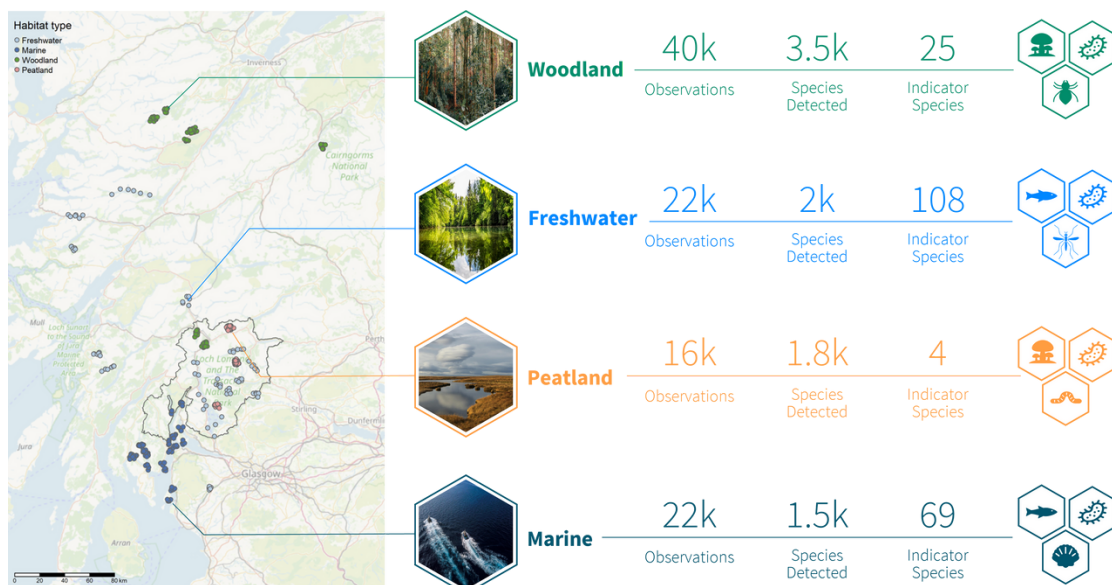 Habitat type
Freshwater
Marine
Woodland
Peatland
Inverness
Cairngorms
National
Park
Mull
Perth
Loch Lomond
and The
Trossachs
National
Park
Stirling
Dunfermline
Jura
Glasgow
Arran
0 20 40 60 80 km
Woodland
40k
Observations
3.5k
Species
Detected
25
Indicator
Species
Freshwater
22k
Observations
2k
Species
Detected
108
Indicator
Species
Peatland
16k
Observations
1.8k
Species
Detected
4
Indicator
Species
Marine
22k
Observations
1.5k
Species
Detected
69
Indicator
Species